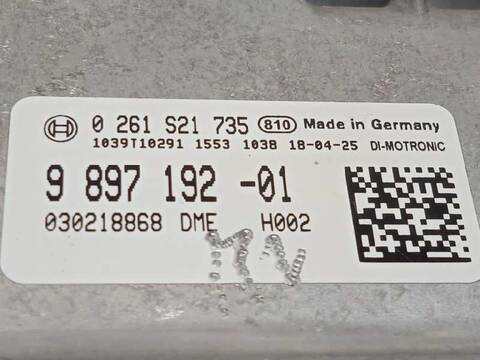 0 261 S21 735 810 Made in Germany
1039T10291 1553 1038 18-04-25 DI-MOTRONIC
9 897 192 -01
030218868 DME H002